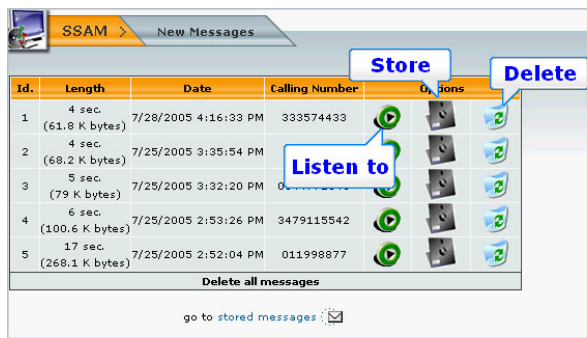 SSAM > New Messages
Store
Delete
Id. Length Date Calling Number
4 sec.
1 7/28/2005 4:16:33 PM 333574433
(61.8 K bytes)
4 sec.
2 7/25/2005 3:35:54 PM
(68.2 K bytes)
Listen to
5 sec.
3 7/25/2005 3:32:20 PM
(79 K bytes)
6 sec.
4 7/25/2005 2:53:26 PM 3479115542
(100.6 K bytes)
17 sec.
5 7/25/2005 2:52:04 PM 011998877
(268.1 K bytes)
Delete all messages
go to stored messages :